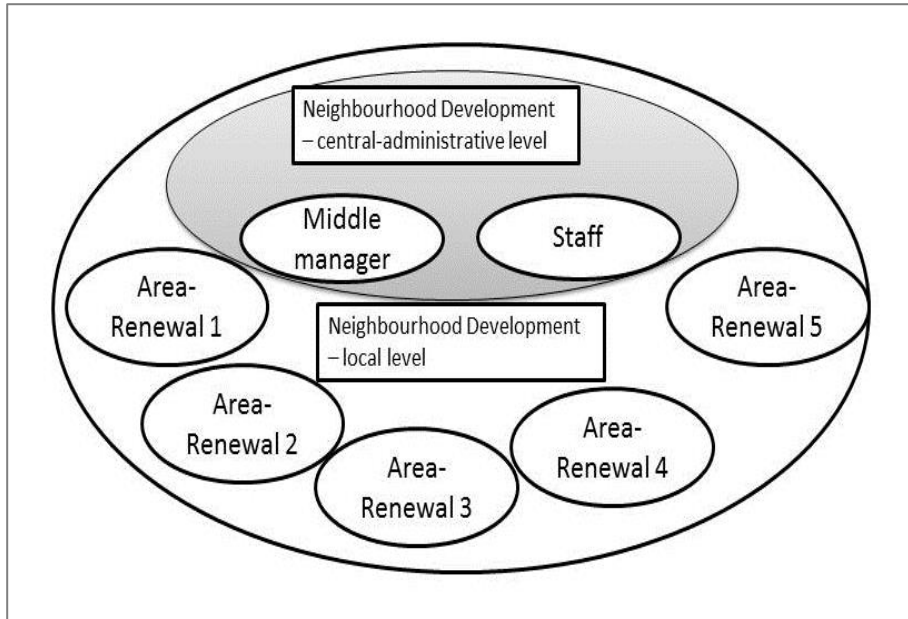 Neighbourhood Development
– central-administrative level
Middle
manager
Staff
Area-
Renewal 1
Neighbourhood Development
– local level
Area-
Renewal 5
Area-
Renewal 2
Area-
Renewal 3
Area-
Renewal 4